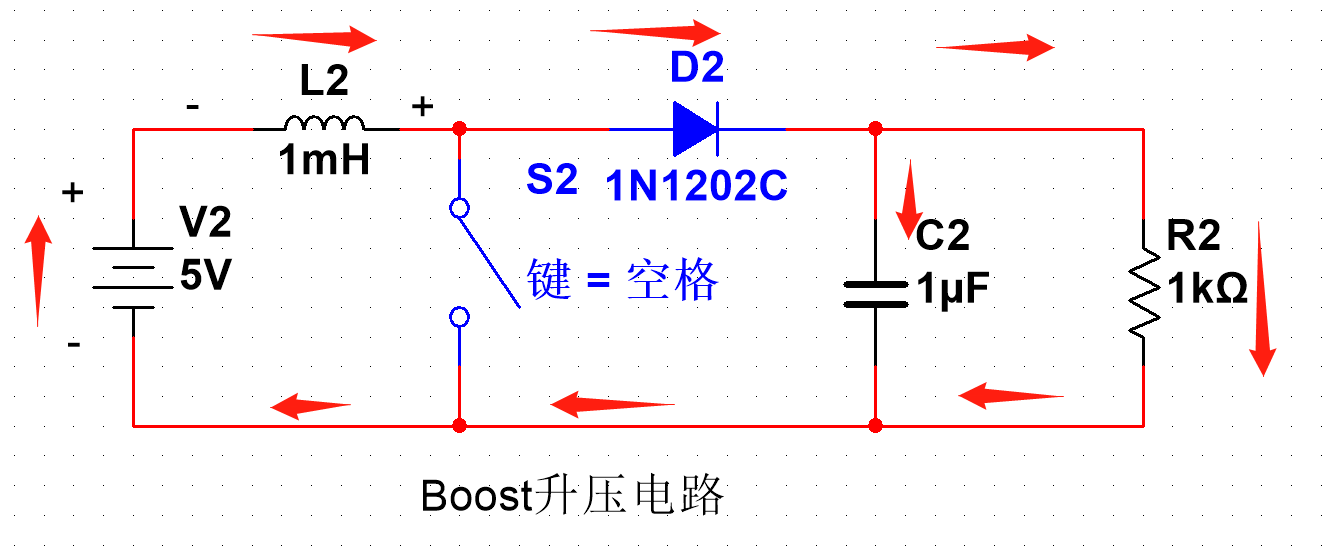 D2
L2
- +
1mH
S2 1N1202C
+
V2
5V
C2
R2
键 = 空格
1µF
1kΩ
-
Boost升压电路